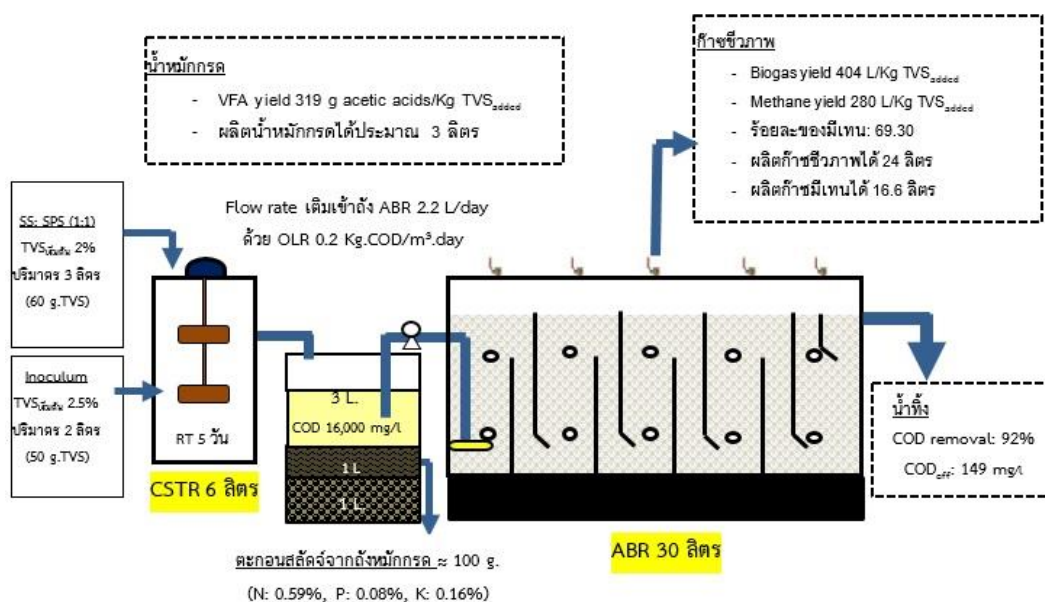 น้ำหมักกรด
- VFA yield 319 g acetic acids/Kg TVSadded
- ผลิตน้ำหมักกรดได้ประมาณ 3 ลิตร
ก๊าซชีวภาพ
- Biogas yield 404 L/Kg TVSadded
- Methane yield 280 L/Kg TVSadded
- ร้อยละของมีเทน: 69.30
- ผลิตก๊าซชีวภาพได้ 24 ลิตร
- ผลิตก๊าซมีเทนได้ 16.6 ลิตร
SS: SPS (1:1)
TVSเริ่มต้น 2%
ปริมาตร 3 ลิตร
(60 g.TVS)
Inoculum
TVSเริ่มต้น 2.5%
ปริมาตร 2 ลิตร
(50 g.TVS)
Flow rate เติมเข้าถัง ABR 2.2 L/day
ด้วย OLR 0.2 Kg.COD/m³.day
RT 5 วัน
CSTR 6 ลิตร
3 L.
COD 16,000 mg/l
1 L
1 L.
ตะกอนสลัดจ์จากถังหมักกรด ≈ 100 g.
(N: 0.59%, P: 0.08%, K: 0.16%)
ABR 30 ลิตร
น้ำทิ้ง
COD removal: 92%
CODeff: 149 mg/l